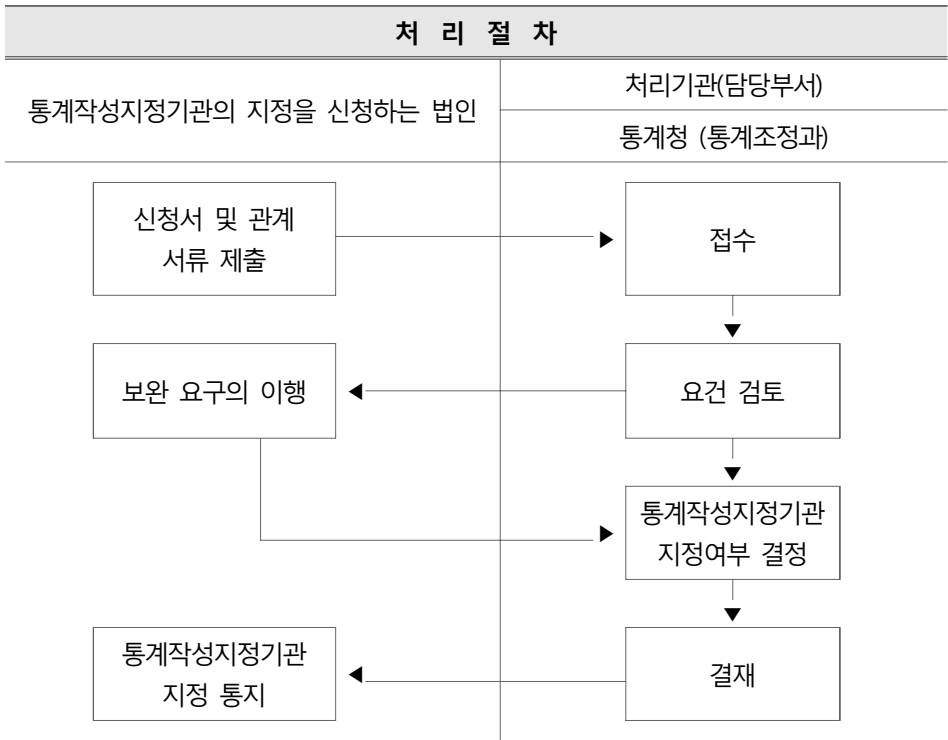 처 리 절 차
통계작성지정기관의 지정을 신청하는 법인
처리기관(담당부서)
통계청 (통계조정과)
신청서 및 관계
서류 제출
접수
보완 요구의 이행
요건 검토
통계작성지정기관
지정여부 결정
통계작성지정기관
지정 통지
결재